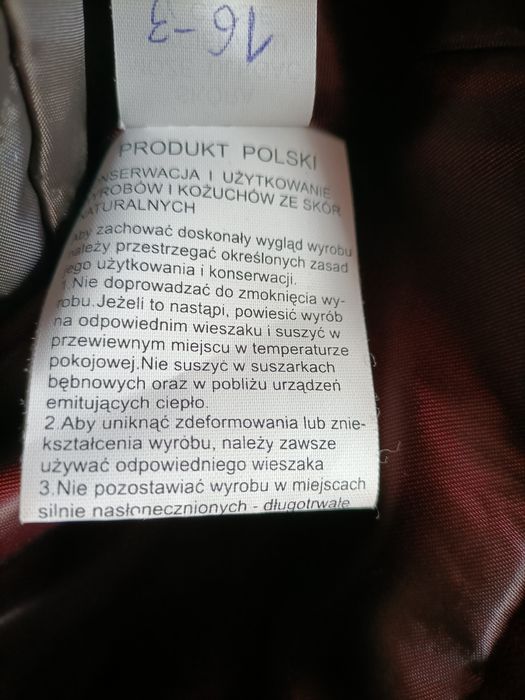 16-3
PRODUKT POLSKI
NSERWACJA I UŻYTKOWANIE
YROBÓW I KOŻUCHÓW ZE SKÓR
NATURALNYCH
Aby zachować doskonały wygląd wyrobu
należy przestrzegać określonych zasad
jego użytkowania i konserwacji.
1.Nie doprowadzać do zmoknięcia wy-
robu.Jeżeli to nastąpi, powiesić wyrób
na odpowiednim wieszaku i suszyć w
przewiewnym miejscu w temperaturze
pokojowej.Nie suszyć w suszarkach
bębnowych oraz w pobliżu urządzeń
emitujących ciepło.
2.Aby uniknąć zdeformowania lub znie-
kształcenia wyrobu, należy zawsze
używać odpowiedniego wieszaka
3.Nie pozostawiać wyrobu w miejscach
silnie nasłonecznionych - długotrwałe